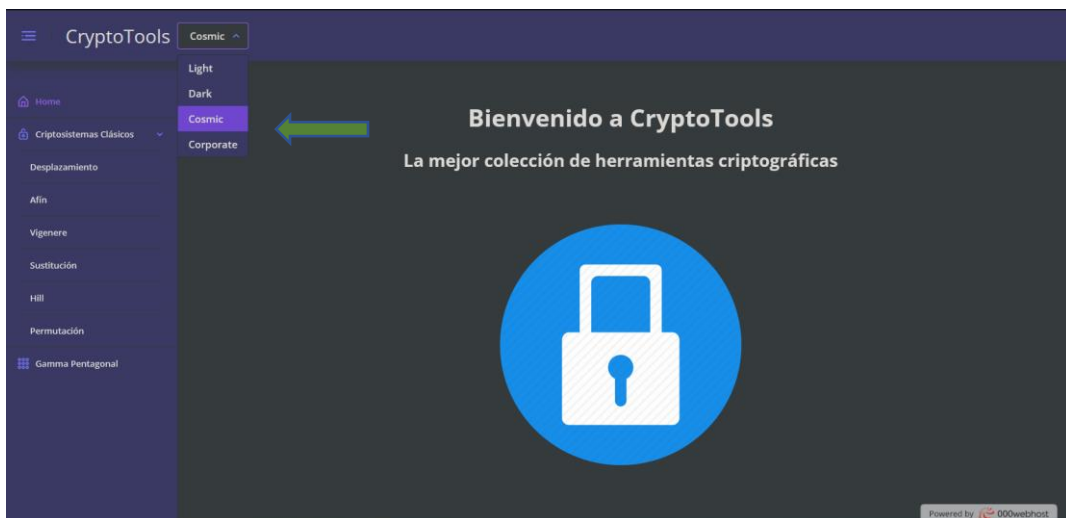 CryptoTools
Cosmic
Light
Dark
Cosmic
Corporate
Home
Criptosistemas Clásicos
Desplazamiento
Afín
Vigenere
Sustitución
Hill
Permutación
Gamma Pentagonal
Bienvenido a CryptoTools
La mejor colección de herramientas criptográficas
Powered by 000webhost